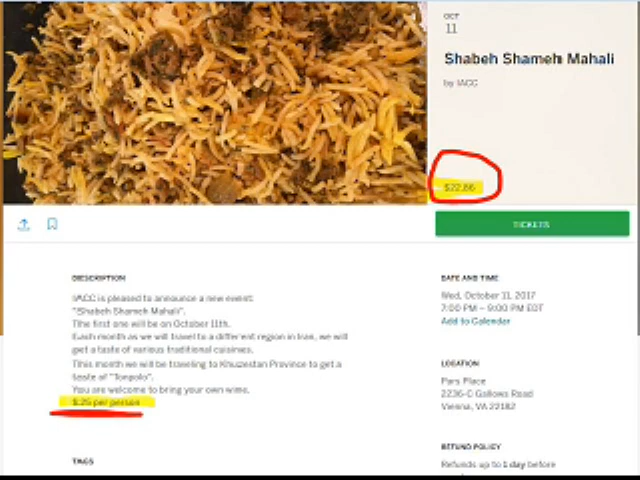 OCT
11
Shabeh Shameh Mahali
by IACC
$22.86
TICKETS
DESCRIPTION
IACC is pleased to announce a new event:
"Shabeh Shameh Mahali".
The first one will be on October 11th.
Each month as we will travel to a different region in Iran, we will
get a taste of various traditional cuisines.
This month we will be traveling to Khuzestan Province to get a
taste of "Tonpolo".
You are welcome to bring your own wine.
$25 per person
TAGS
DATE AND TIME
Wed, October 11, 2017
7:00 PM – 9:00 PM EDT
Add to Calendar
LOCATION
Pars Place
2236-C Gallows Road
Vienna, VA 22182
REFUND POLICY
Refunds up to 1 day before